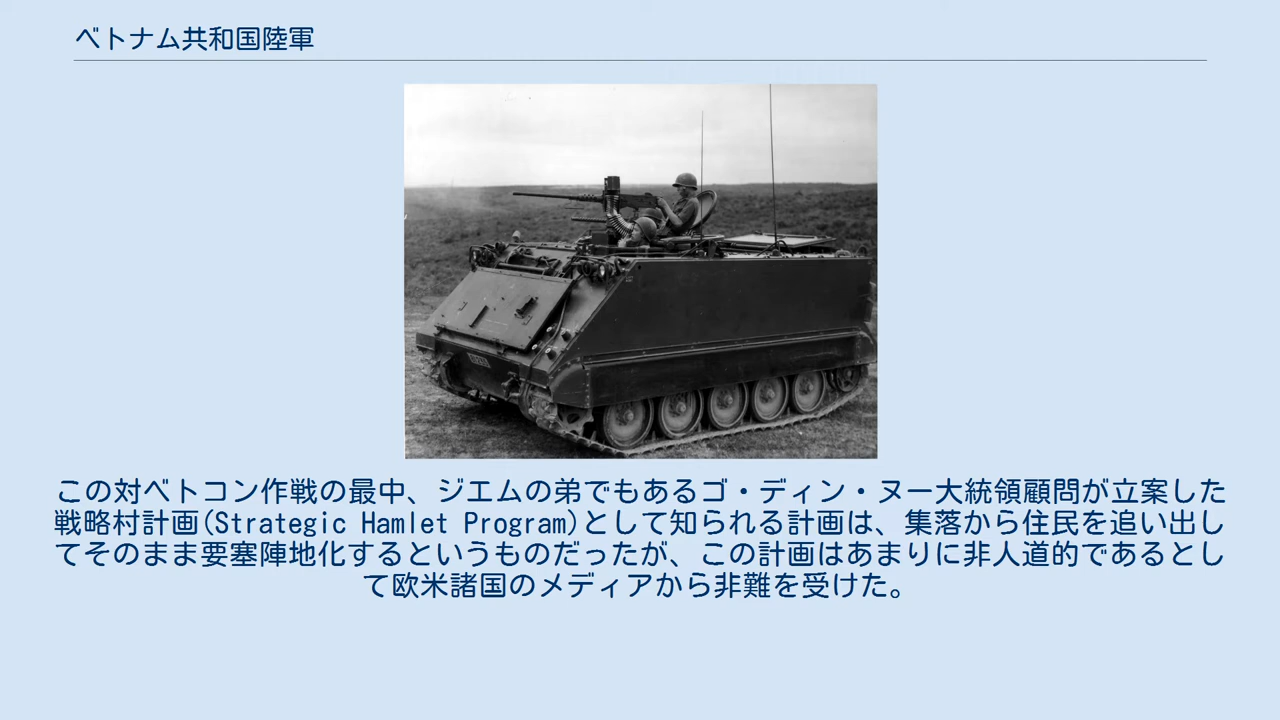 ベトナム共和国陸軍
この対ベトコン作戦の最中、ジエムの弟でもあるゴ・ディン・ヌー大統領顧問が立案した
戦略村計画(Strategic Hamlet Program)として知られる計画は、集落から住民を追い出し
てそのまま要塞陣地化するというものだったが、この計画はあまりに非人道的であるとし
て欧米諸国のメディアから非難を受けた。